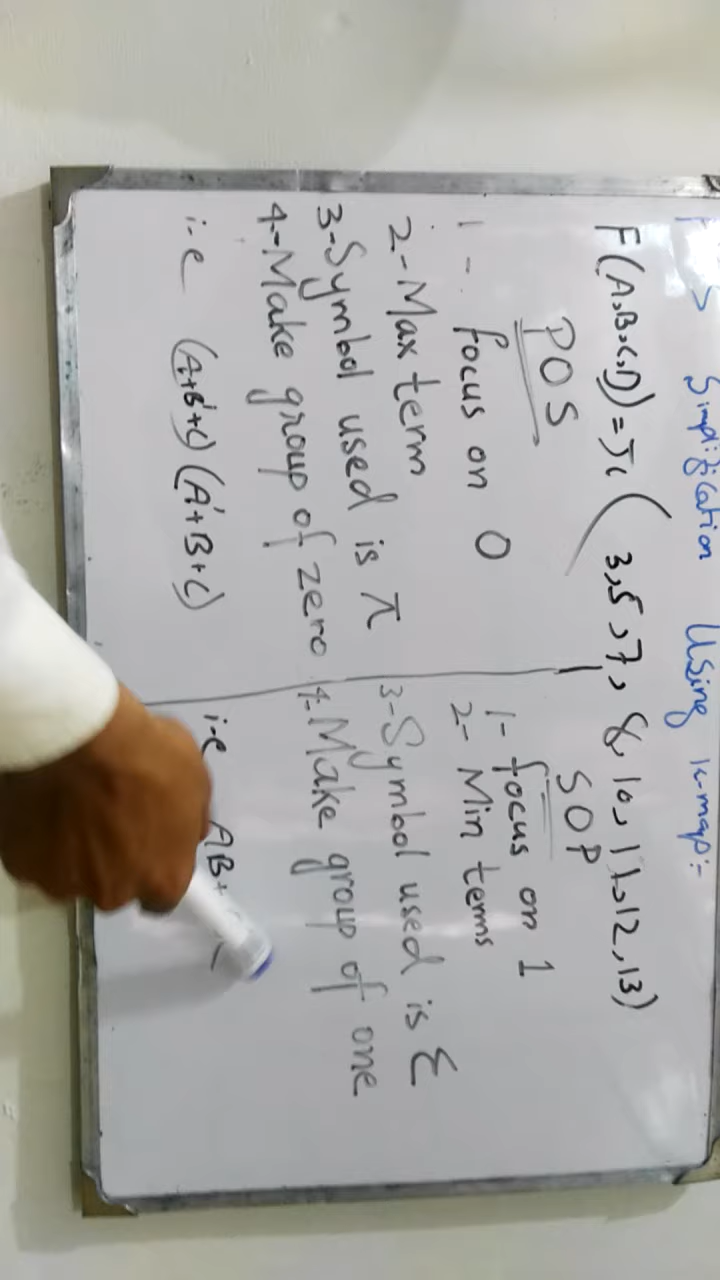 Simplification Using k-map:-
F(A,B,C,D) = π(3,5,7,8,10,11,12,13)
POS
1- focus on 0
2- Max term
3- Symbol used is π
4- Make group of zero
i-e (A+B'+C) (A'+B+C)
SOP
1- focus on 1
2- Min terms
3- Symbol used is Σ
4- Make group of one
i-e AB+